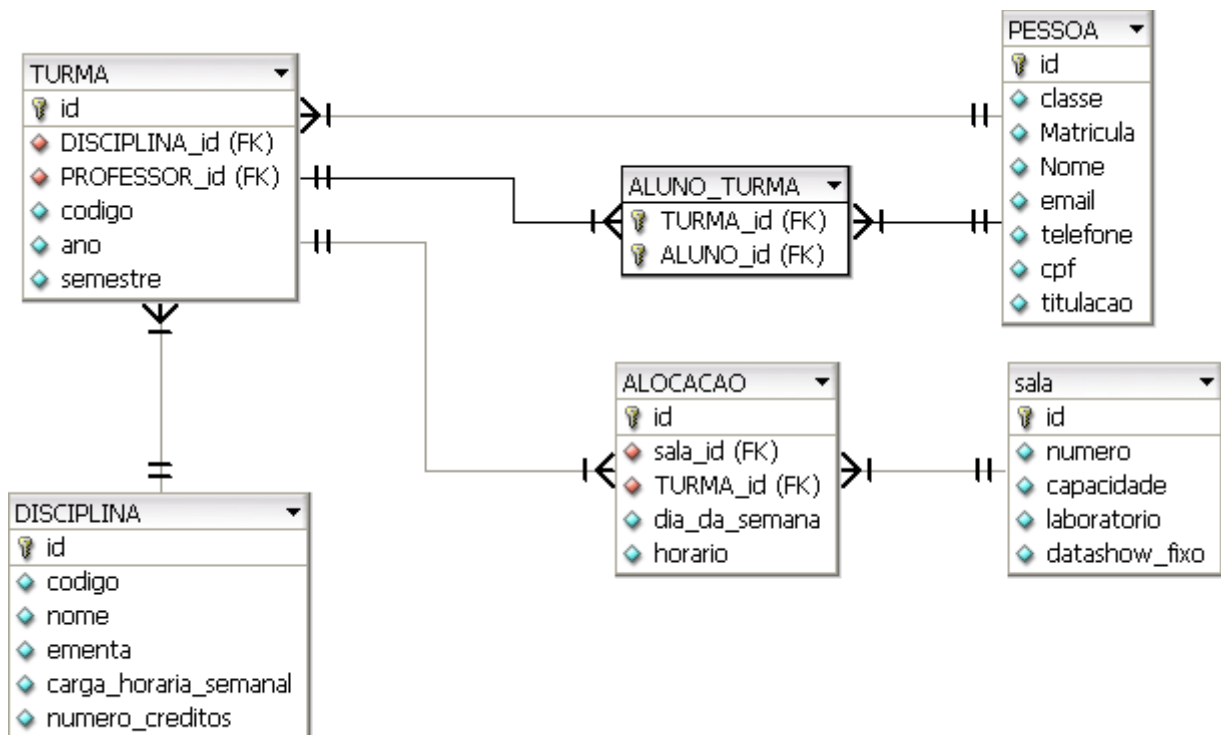 TURMA
id
DISCIPLINA_id (FK)
PROFESSOR_id (FK)
codigo
ano
semestre
PESSOA
id
classe
Matricula
Nome
email
telefone
cpf
titulacao
ALUNO_TURMA
TURMA_id (FK)
ALUNO_id (FK)
ALOCACAO
id
sala_id (FK)
TURMA_id (FK)
dia_da_semana
horario
sala
id
numero
capacidade
laboratorio
datashow_fixo
DISCIPLINA
id
codigo
nome
ementa
carga_horaria_semanal
numero_creditos